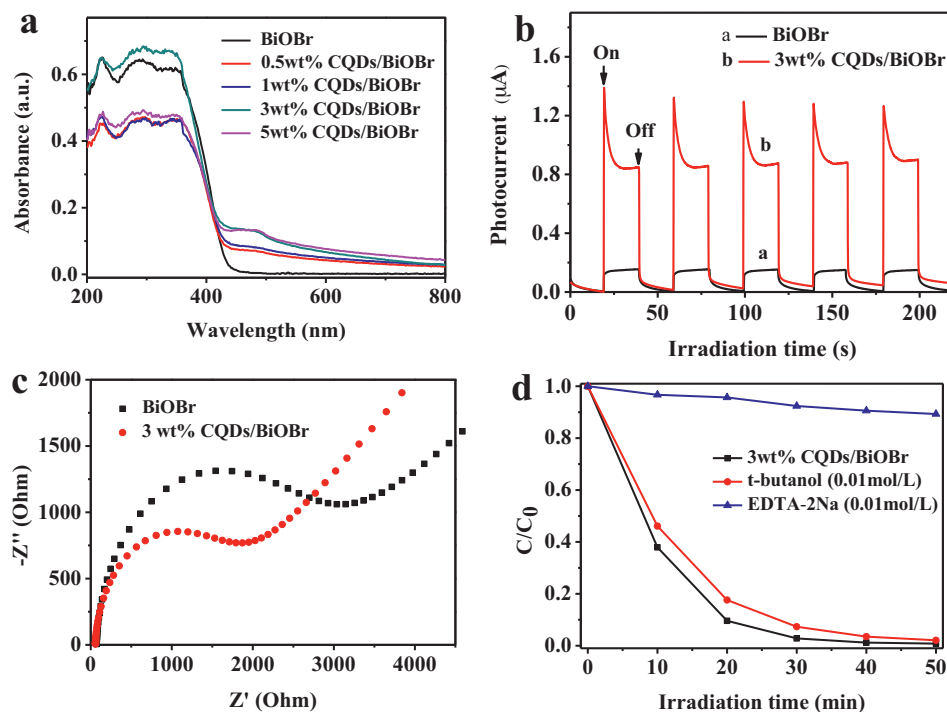 a
BiOBr
0.5wt% CQDs/BiOBr
1wt% CQDs/BiOBr
3wt% CQDs/BiOBr
5wt% CQDs/BiOBr
Absorbance (a.u.)
0.6
0.4
0.2
0.0
200 400 600 800
Wavelength (nm)
b
a BiOBr
b 3wt% CQDs/BiOBr
On
Off
b
a
Photocurrent (μA)
1.6
1.2
0.8
0.4
0.0
0 50 100 150 200
Irradiation time (s)
c
BiOBr
3 wt% CQDs/BiOBr
-Z'' (Ohm)
2000
1500
1000
500
0
0 1000 2000 3000 4000
Z' (Ohm)
d
3wt% CQDs/BiOBr
t-butanol (0.01mol/L)
EDTA-2Na (0.01mol/L)
C/C₀
1.0
0.8
0.6
0.4
0.2
0.0
0 10 20 30 40 50
Irradiation time (min)